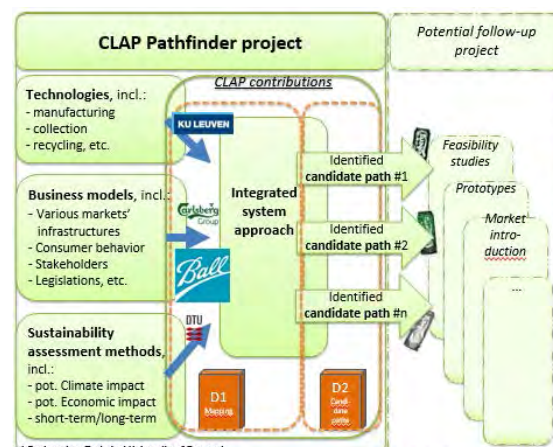 CLAP Pathfinder project
Potential follow-up
project
CLAP contributions
Technologies, incl.:
- manufacturing
- collection
- recycling, etc.
KU LEUVEN
Business models, incl.:
- Various markets'
infrastructures
- Consumer behavior
- Stakeholders
- Legislations, etc.
Carlsberg
Group
Ball
DTU
Sustainability
assessment methods,
incl.:
- pot. Climate impact
- pot. Economic impact
- short-term/long-term
Integrated
system
approach
Identified
candidate path #1
Identified
candidate path #2
Identified
candidate path #n
D1
Mapping
D2
Candi-
date
paths
Feasibility
studies
Prototypes
Market
intro-
duction
...